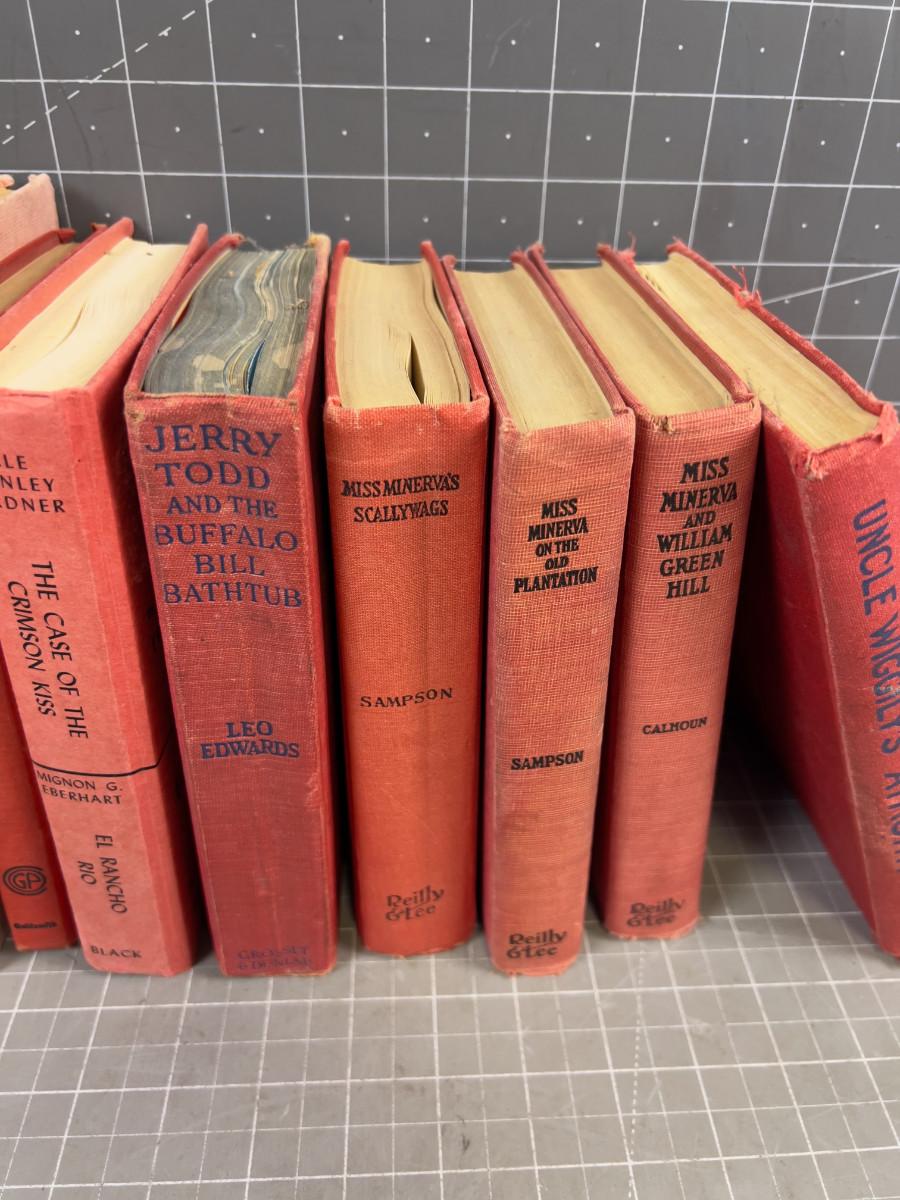 GP
LE
NLEY
DNER
THE CASE OF THE
CRIMSON KISS
MIGNON G.
EBERHART
EL RANCHO
RIO
BLACK
JERRY
TODD
AND THE
BUFFALO
BILL
BATHTUB
LEO
EDWARDS
GROSSET
& DUNLAP
MISS MINERVA'S
SCALLYWAGS
SAMPSON
Reilly
& Lee
MISS
MINERVA
ON THE
OLD
PLANTATION
SAMPSON
Reilly
& Lee
MISS
MINERVA
AND
WILLIAM
GREEN
HILL
CALHOUN
Reilly
& Lee
UNCLE WIGGILY'S